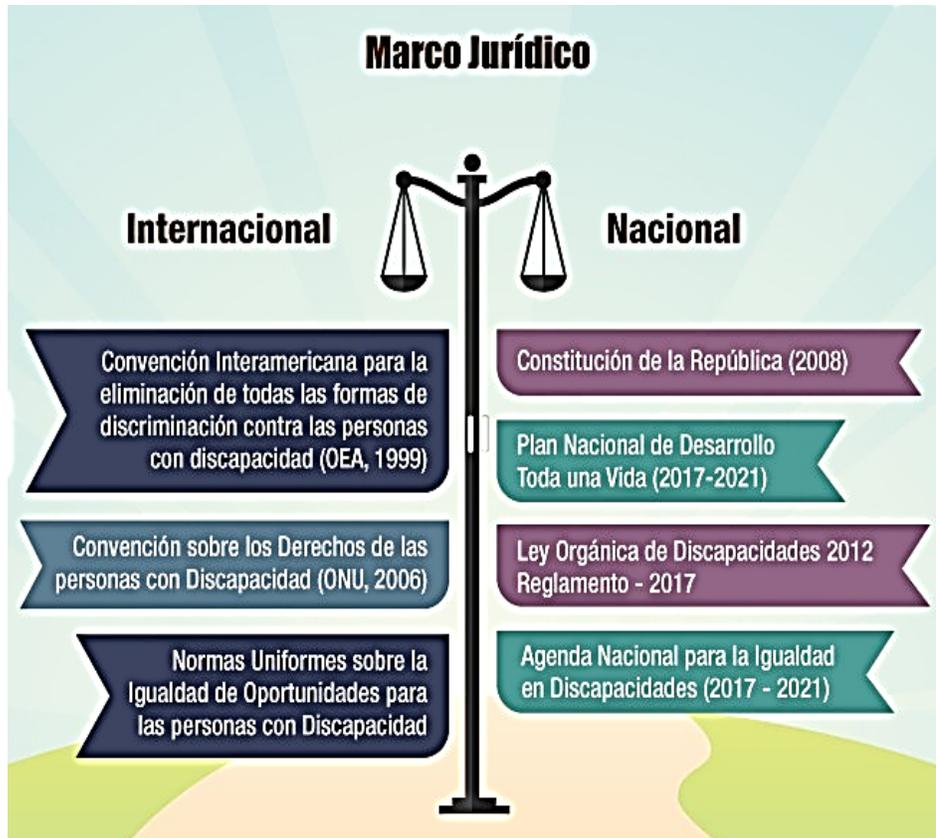 Marco Jurídico
Internacional
Convención Interamericana para la
eliminación de todas las formas de
discriminación contra las personas
con discapacidad (OEA, 1999)
Convención sobre los Derechos de las
personas con Discapacidad (ONU, 2006)
Normas Uniformes sobre la
Igualdad de Oportunidades para
las personas con Discapacidad
Nacional
Constitución de la República (2008)
Plan Nacional de Desarrollo
Toda una Vida (2017-2021)
Ley Orgánica de Discapacidades 2012
Reglamento - 2017
Agenda Nacional para la Igualdad
en Discapacidades (2017 - 2021)